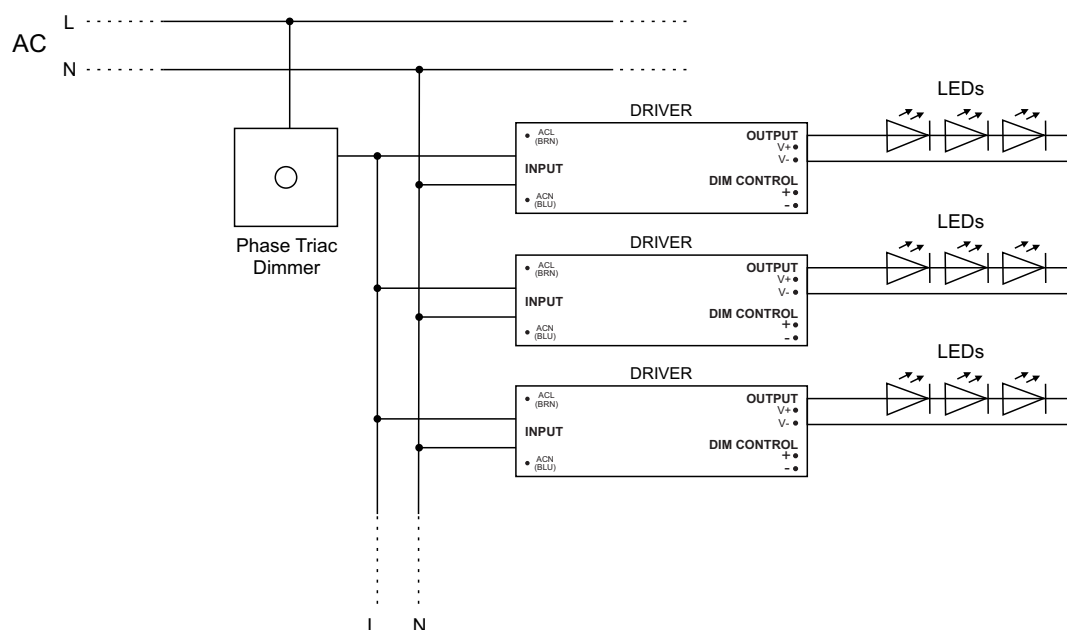 L
AC
N
Phase Triac
Dimmer
DRIVER
ACL
(BRN)
INPUT
ACN
(BLU)
OUTPUT
V+
V-
DIM CONTROL
+
-
LEDs
DRIVER
ACL
(BRN)
INPUT
ACN
(BLU)
OUTPUT
V+
V-
DIM CONTROL
+
-
LEDs
DRIVER
ACL
(BRN)
INPUT
ACN
(BLU)
OUTPUT
V+
V-
DIM CONTROL
+
-
LEDs
L N